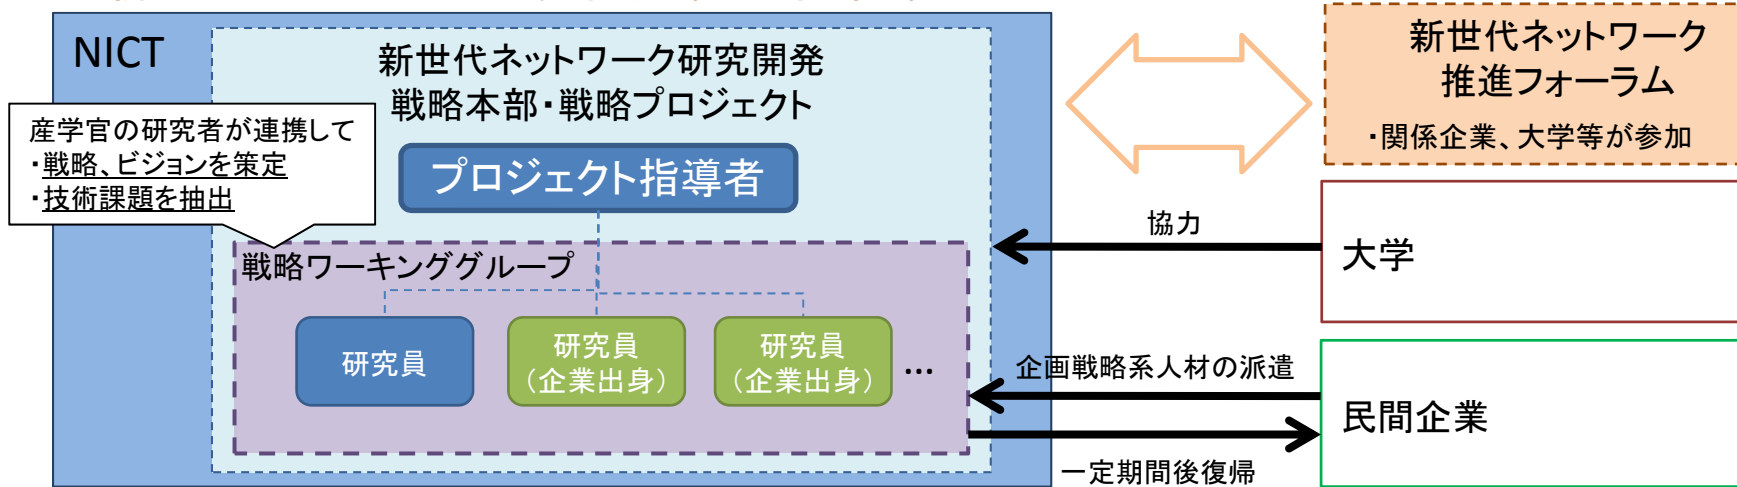 NICT
新世代ネットワーク研究開発
戦略本部・戦略プロジェクト
産学官の研究者が連携して
・戦略、ビジョンを策定
・技術課題を抽出
プロジェクト指導者
戦略ワーキンググループ
研究員
研究員
（企業出身）
研究員
（企業出身）
…
新世代ネットワーク
推進フォーラム
・関係企業、大学等が参加
協力
大学
企画戦略系人材の派遣
民間企業
一定期間後復帰